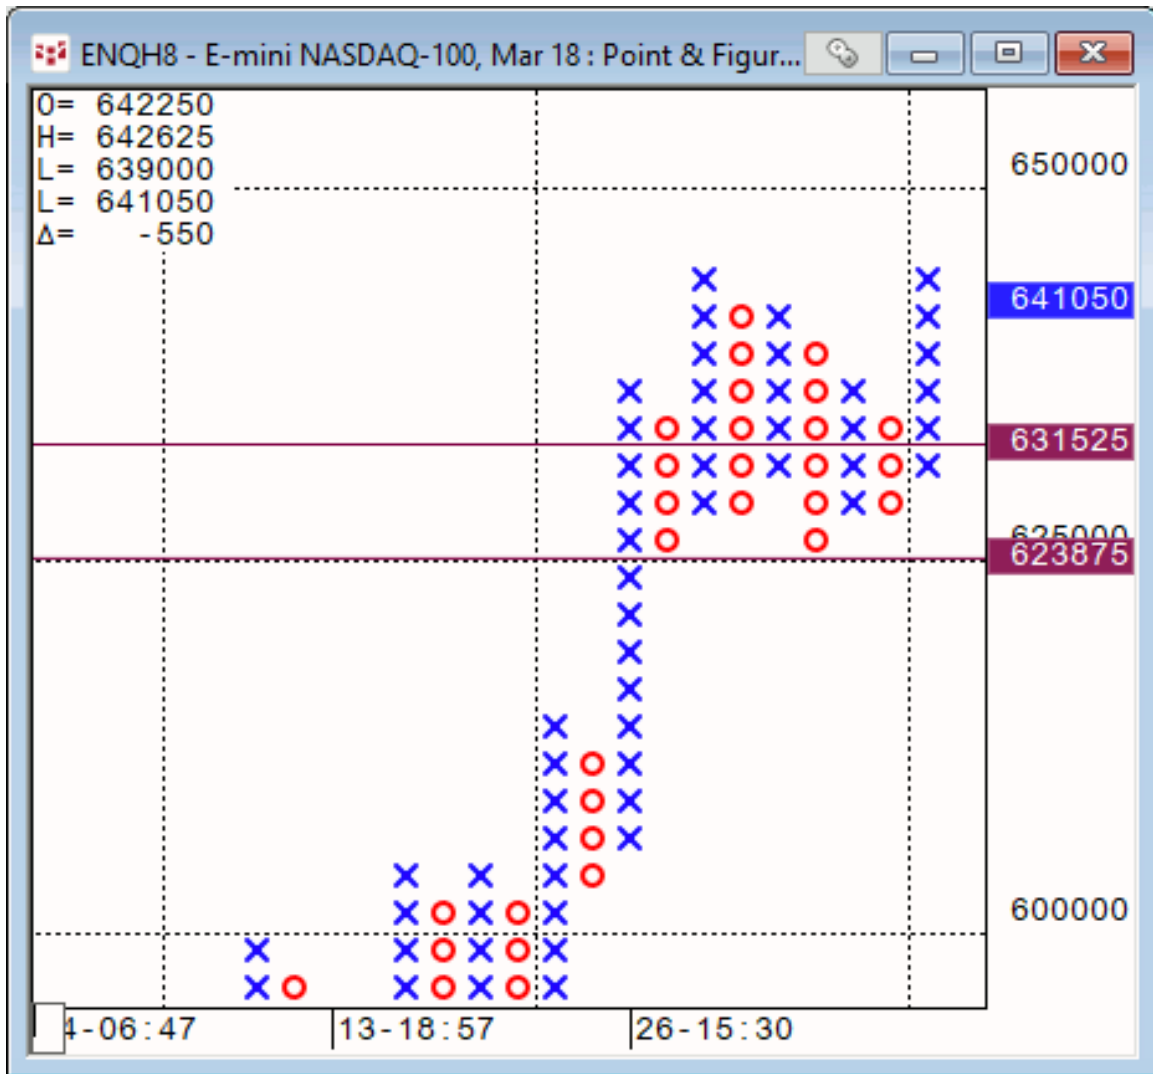 ENQH8 - E-mini NASDAQ-100, Mar 18 : Point & Figur...
O= 642250
H= 642625
L= 639000
L= 641050
Δ= -550
650000
641050
631525
625000
623875
600000
4-06:47
13-18:57
26-15:30